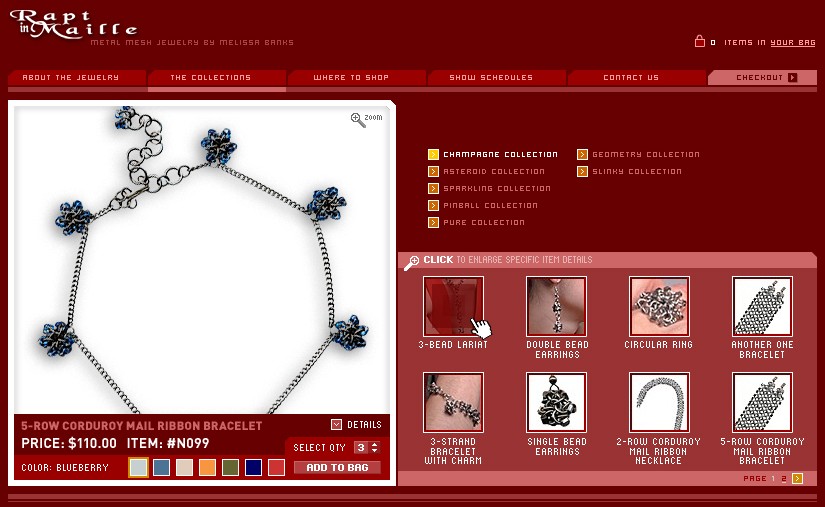 Rapt
in Maille
METAL MESH JEWELRY BY MELISSA BANKS
0 ITEMS IN YOUR BAG
ABOUT THE JEWELRY
THE COLLECTIONS
WHERE TO SHOP
SHOW SCHEDULES
CONTACT US
CHECKOUT
ZOOM
CHAMPAGNE COLLECTION
GEOMETRY COLLECTION
ASTEROID COLLECTION
SLINKY COLLECTION
SPARKLING COLLECTION
PINBALL COLLECTION
PURE COLLECTION
CLICK TO ENLARGE SPECIFIC ITEM DETAILS
3-BEAD LARIAT
DOUBLE BEAD
EARRINGS
CIRCULAR RING
ANOTHER ONE
BRACELET
3-STRAND
BRACELET
WITH CHARM
SINGLE BEAD
EARRINGS
2-ROW CORDUROY
MAIL RIBBON
NECKLACE
5-ROW CORDUROY
MAIL RIBBON
BRACELET
PAGE 1 2
5-ROW CORDUROY MAIL RIBBON BRACELET
DETAILS
PRICE: $110.00 ITEM: #N099
SELECT QTY 3
COLOR: BLUEBERRY
ADD TO BAG